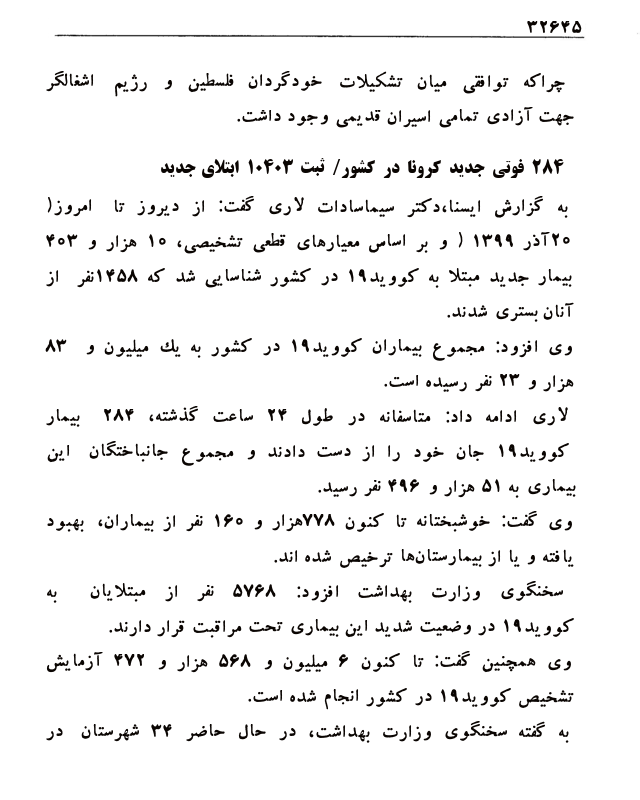 ۳۲۶۴۵
چراکه توافقی میان تشکیلات خودگردان فلسطین و رژیم اشغالگر
جهت آزادی تمامی اسیران قدیمی وجود داشت.
۲۸۴ فوتی جدید کرونا در کشور/ ثبت ۱۰۴۰۳ ابتلای جدید
به گزارش ایسنا،دکتر سیماسادات لاری گفت: از دیروز تا امروز(
۲۰آذر ۱۳۹۹ ( و بر اساس معیارهای قطعی تشخیصی، ۱۰ هزار و ۴۰۳
بیمار جدید مبتلا به کووید۱۹ در کشور شناسایی شد که ۱۴۵۸نفر از
آنان بستری شدند.
وی افزود: مجموع بیماران کووید۱۹ در کشور به یك میلیون و ۸۳
هزار و ۲۳ نفر رسیده است.
لاری ادامه داد: متاسفانه در طول ۲۴ ساعت گذشته، ۲۸۴ بیمار
کووید۱۹ جان خود را از دست دادند و مجموع جانباختگان این
بیماری به ۵۱ هزار و ۴۹۶ نفر رسید.
وی گفت: خوشبختانه تا کنون ۷۷۸هزار و ۱۶۰ نفر از بیماران، بهبود
یافته و یا از بیمارستان‌ها ترخیص شده اند.
سخنگوی وزارت بهداشت افزود: ۵۷۶۸ نفر از مبتلایان به
کووید۱۹ در وضعیت شدید این بیماری تحت مراقبت قرار دارند.
وی همچنین گفت: تا کنون ۶ میلیون و ۵۶۸ هزار و ۴۷۲ آزمایش
تشخیص کووید۱۹ در کشور انجام شده است.
به گفته سخنگوی وزارت بهداشت، در حال حاضر ۳۴ شهرستان در